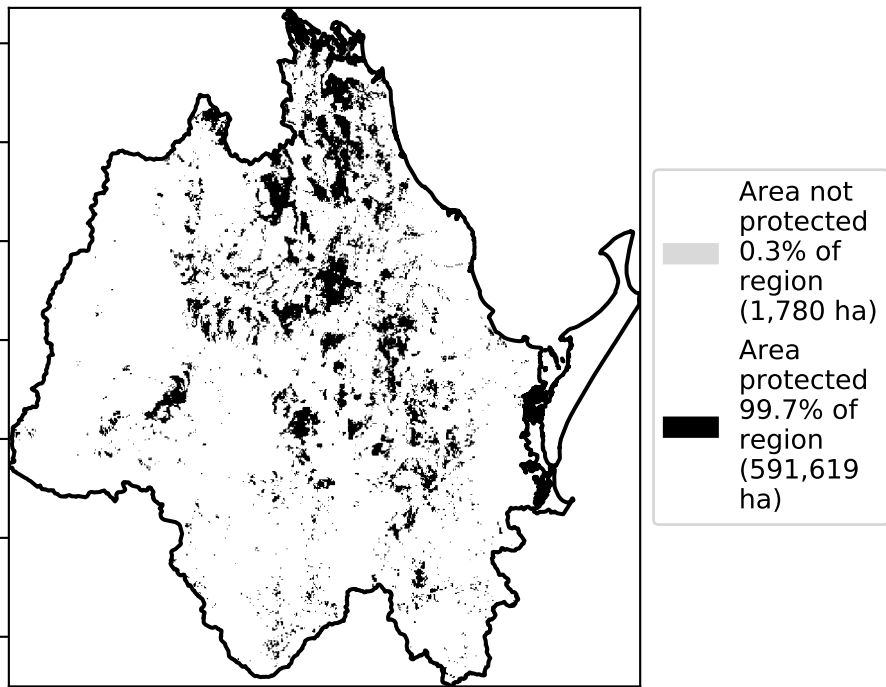 Area not
protected
0.3% of
region
(1,780 ha)
Area
protected
99.7% of
region
(591,619
ha)